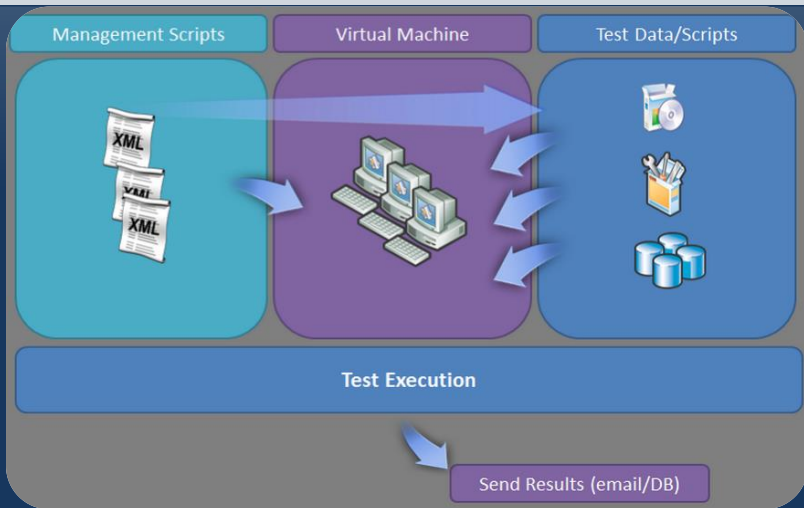 Management Scripts
Virtual Machine
Test Data/Scripts
XML
XML
XML
Test Execution
Send Results (email/DB)